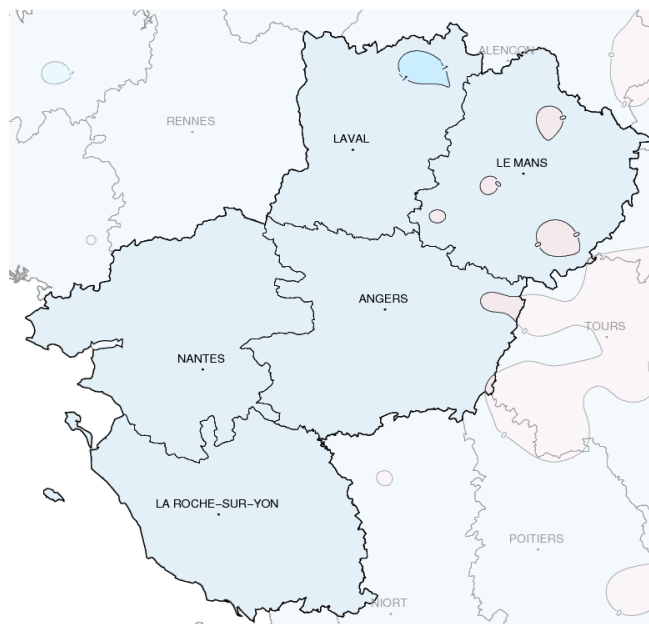 ALENCON
RENNES
LAVAL
LE MANS
ANGERS
TOURS
NANTES
LA ROCHE-SUR-YON
POITIERS
NIORT